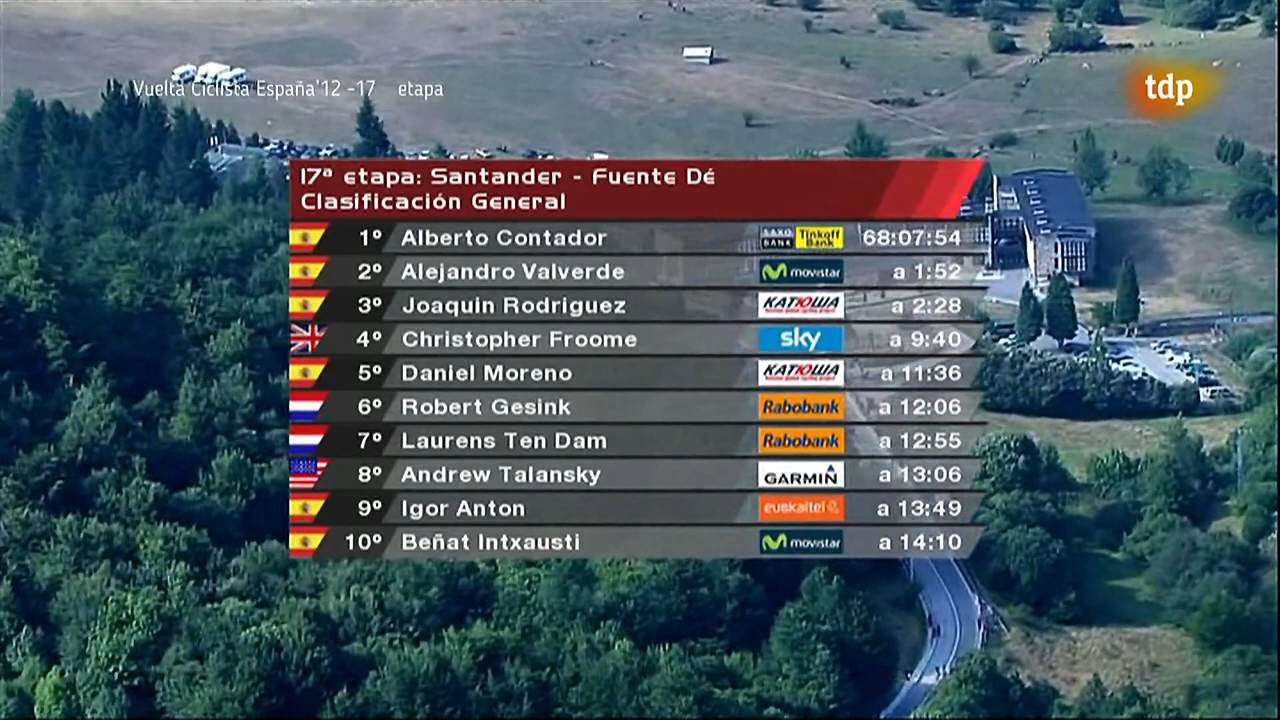 Vuelta Ciclista España'12 -17 etapa
tdp
17ª etapa: Santander - Fuente Dé
Clasificación General
1º Alberto Contador SAXO BANK Tinkoff Bank 68:07:54
2º Alejandro Valverde movistar a 1:52
3º Joaquin Rodriguez KATIOWA a 2:28
4º Christopher Froome sky a 9:40
5º Daniel Moreno KATIOWA a 11:36
6º Robert Gesink Rabobank a 12:06
7º Laurens Ten Dam Rabobank a 12:55
8º Andrew Talansky GARMIN a 13:06
9º Igor Anton euskaltel a 13:49
10º Beñat Intxausti movistar a 14:10